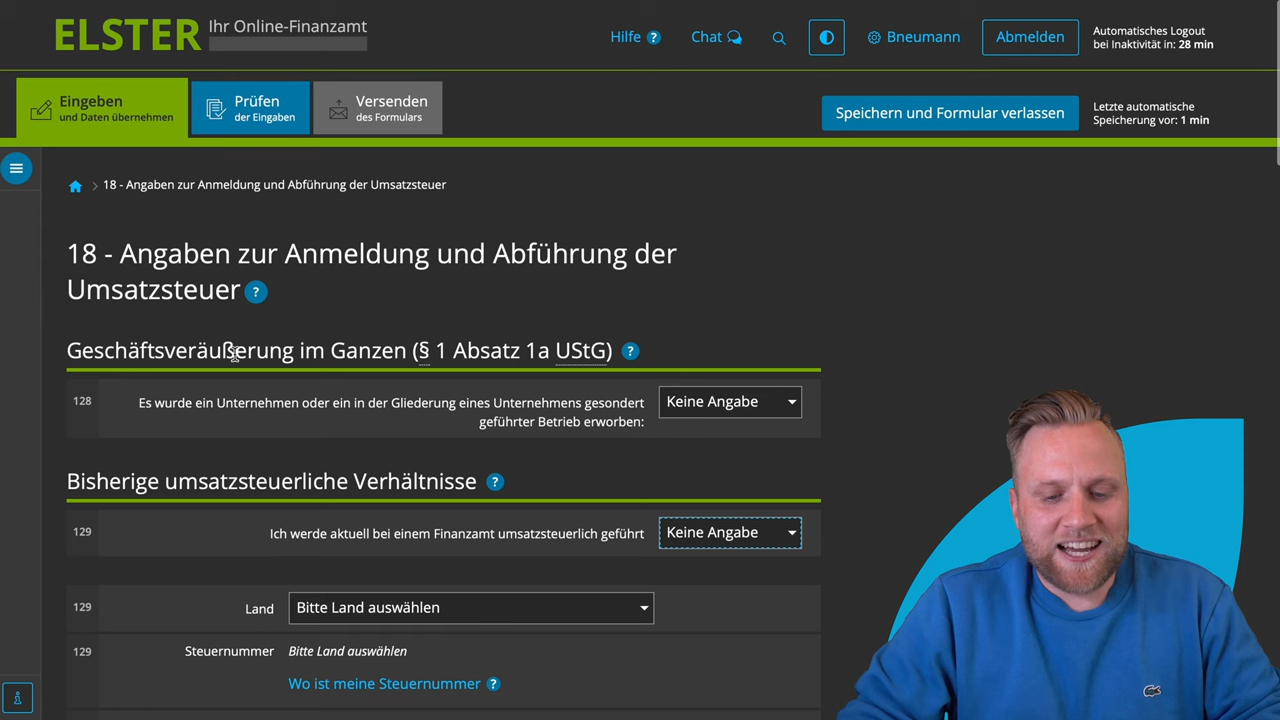 ELSTER
Ihr Online-Finanzamt
Hilfe ?
Chat
Bneumann
Abmelden
Automatisches Logout
bei Inaktivität in: 28 min
Eingeben
und Daten übernehmen
Prüfen
der Eingaben
Versenden
des Formulars
Speichern und Formular verlassen
Letzte automatische
Speicherung vor: 1 min
18 - Angaben zur Anmeldung und Abführung der Umsatzsteuer
18 - Angaben zur Anmeldung und Abführung der
Umsatzsteuer ?
Geschäftsveräußerung im Ganzen (§ 1 Absatz 1a UStG) ?
128 Es wurde ein Unternehmen oder ein in der Gliederung eines Unternehmens gesondert
geführter Betrieb erworben:
Keine Angabe
Bisherige umsatzsteuerliche Verhältnisse ?
129 Ich werde aktuell bei einem Finanzamt umsatzsteuerlich geführt Keine Angabe
129 Land Bitte Land auswählen
129 Steuernummer Bitte Land auswählen
Wo ist meine Steuernummer ?